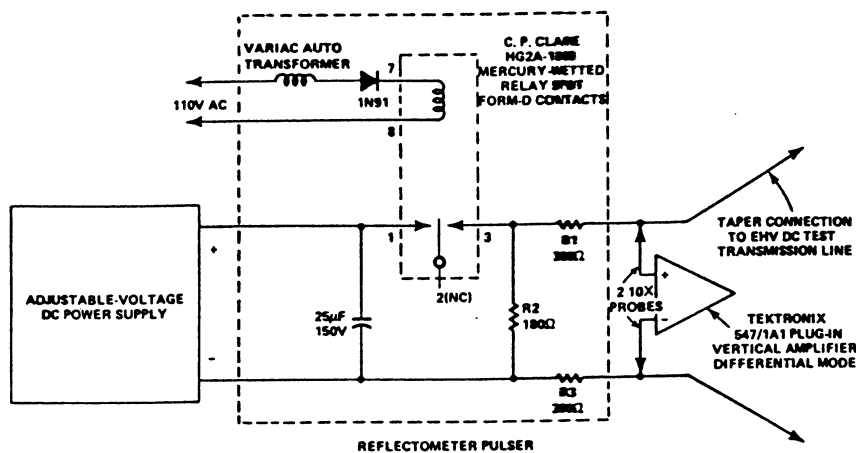 VARIAC AUTO
TRANSFORMER
7
1N91
110V AC
8
C. P. CLARE
HG2A-
MERCURY-WETTED
RELAY SPDT
FORM-D CONTACTS
ADJUSTABLE-VOLTAGE
DC POWER SUPPLY
+
-
25μF
150V
1
3
2(NC)
R1
R2
180Ω
R3
+
-
2 10X
PROBES
TAPER CONNECTION
TO EHV DC TEST
TRANSMISSION
LINE
TEKTRONIX
547/1A1 PLUG-IN
VERTICAL AMPLIFIER
DIFFERENTIAL MODE
REFLECTOMETER PULSER